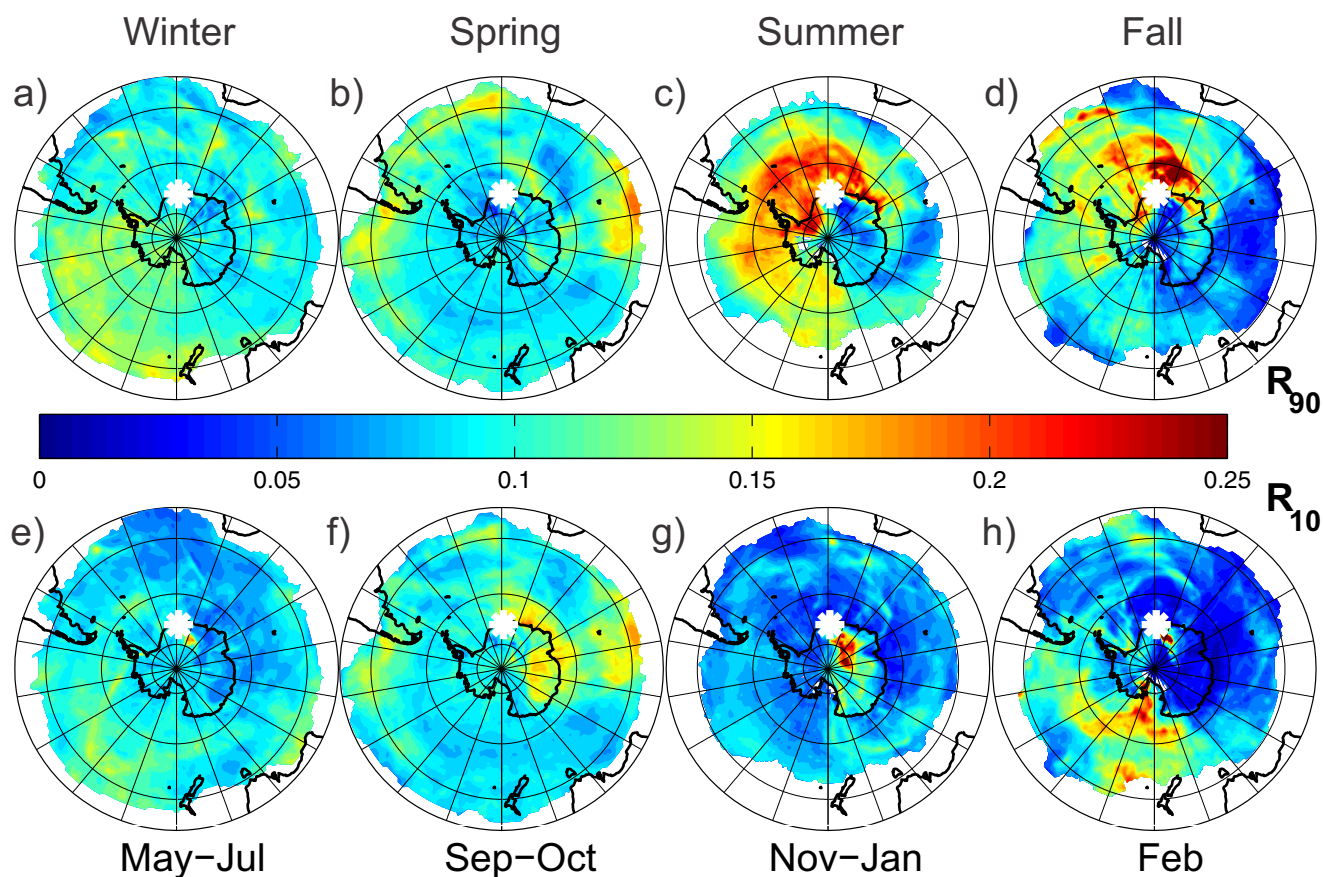 Winter Spring Summer Fall
a) b) c) d)
R90
0 0.05 0.1 0.15 0.2 0.25
R10
e) f) g) h)
May−Jul Sep−Oct Nov−Jan Feb